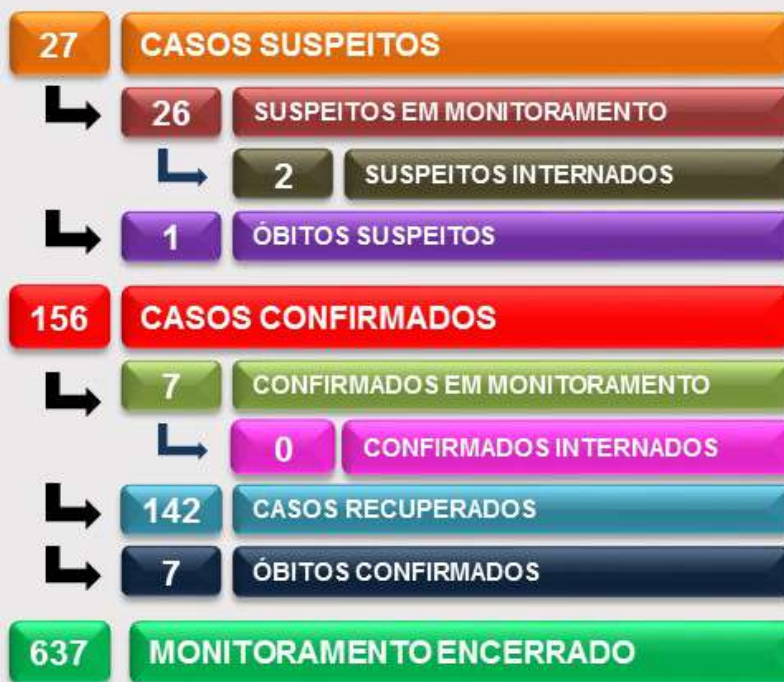 27 CASOS SUSPEITOS
26 SUSPEITOS EM MONITORAMENTO
2 SUSPEITOS INTERNADOS
1 ÓBITOS SUSPEITOS
156 CASOS CONFIRMADOS
7 CONFIRMADOS EM MONITORAMENTO
0 CONFIRMADOS INTERNADOS
142 CASOS RECUPERADOS
7 ÓBITOS CONFIRMADOS
637 MONITORAMENTO ENCERRADO